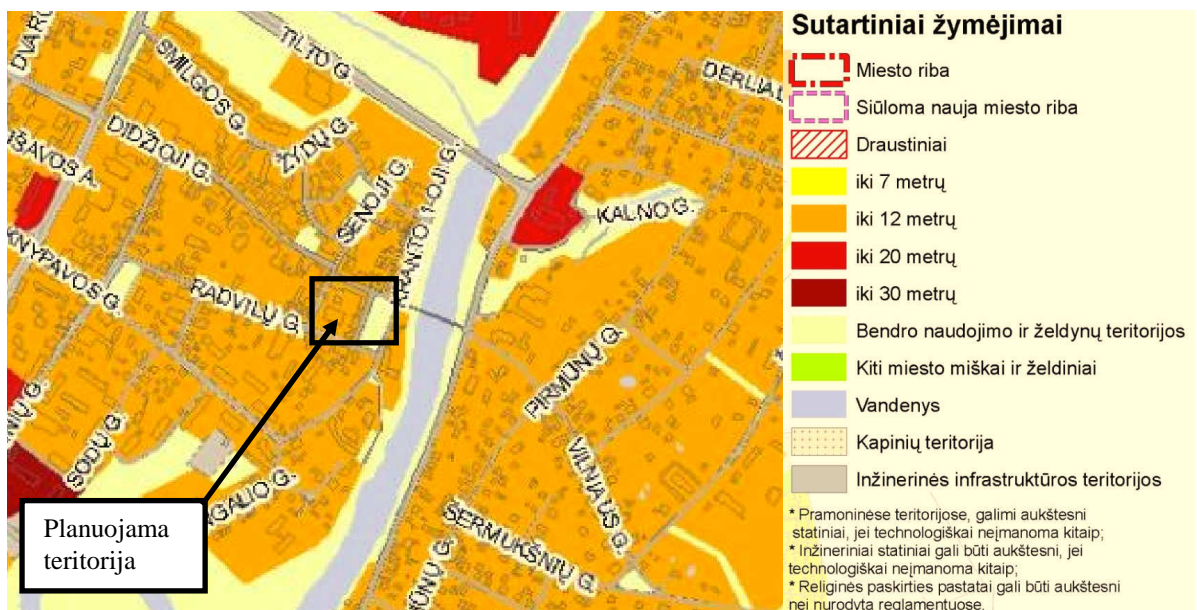 DVARO
TILTO G.
SMILGOS G.
DERLIA
DIDŽIOJI G.
ŽYDŲ G.
ŠAVOS A.
SENOJI G.
KALNO G.
KNYPAVOS G.
RADVILŲ G.
PIRMŪNŲ G.
SODŲ G.
VILNIAUS G.
ŠERMUKŠNIŲ G.
Planuojama
teritorija
Sutartiniai žymėjimai
Miesto riba
Siūloma nauja miesto riba
Draustiniai
iki 7 metrų
iki 12 metrų
iki 20 metrų
iki 30 metrų
Bendro naudojimo ir želdynų teritorijos
Kiti miesto miškai ir želdiniai
Vandenys
Kapinių teritorija
Inžinerinės infrastruktūros teritorijos
* Pramoninėse teritorijose, galimi aukštesni
statiniai, jei technologiškai neįmanoma kitaip;
* Inžineriniai statiniai gali būti aukštesni, jei
technologiškai neįmanoma kitaip;
* Religinės paskirties pastatai gali būti aukštesni
nei nurodyta reglamentuose.